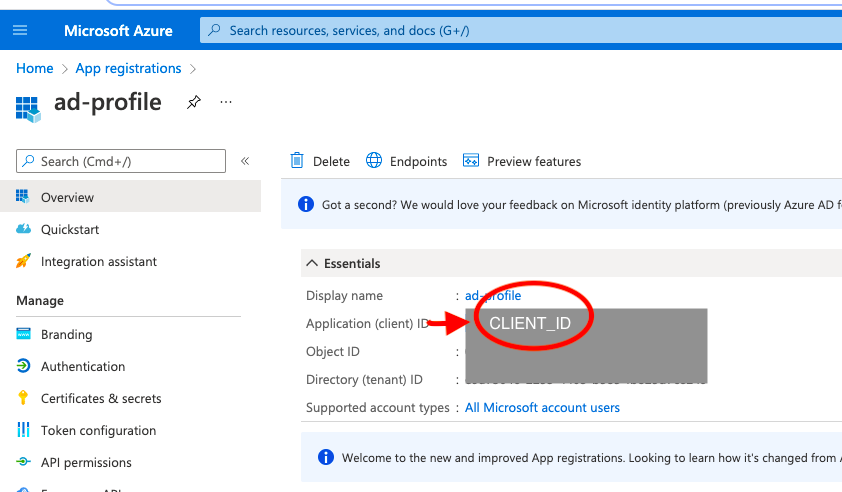 Microsoft Azure
Search resources, services, and docs (G+/)
Home > App registrations >
ad-profile
Search (Cmd+/)
Overview
Quickstart
Integration assistant
Manage
Branding
Authentication
Certificates & secrets
Token configuration
API permissions
Delete
Endpoints
Preview features
Got a second? We would love your feedback on Microsoft identity platform (previously Azure AD
Essentials
Display name : ad-profile
Application (client) ID CLIENT_ID
Object ID :
Directory (tenant) ID :
Supported account types : All Microsoft account users
Welcome to the new and improved App registrations. Looking to learn how it's changed from